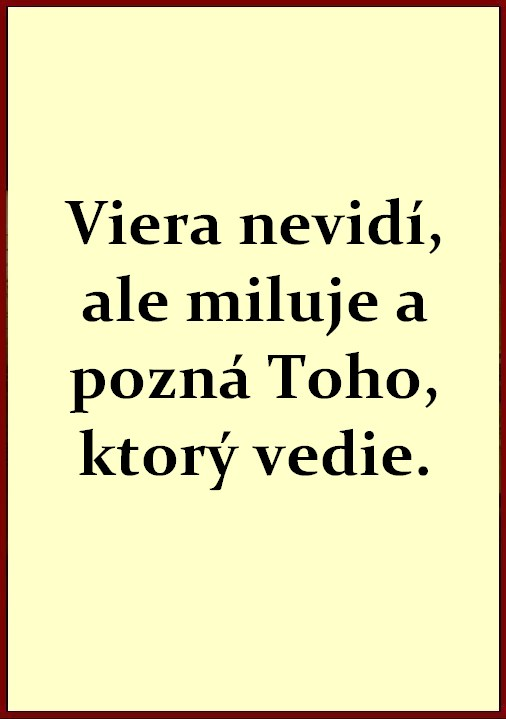 Viera nevidí,
ale miluje a
pozná Toho,
ktorý vedie.